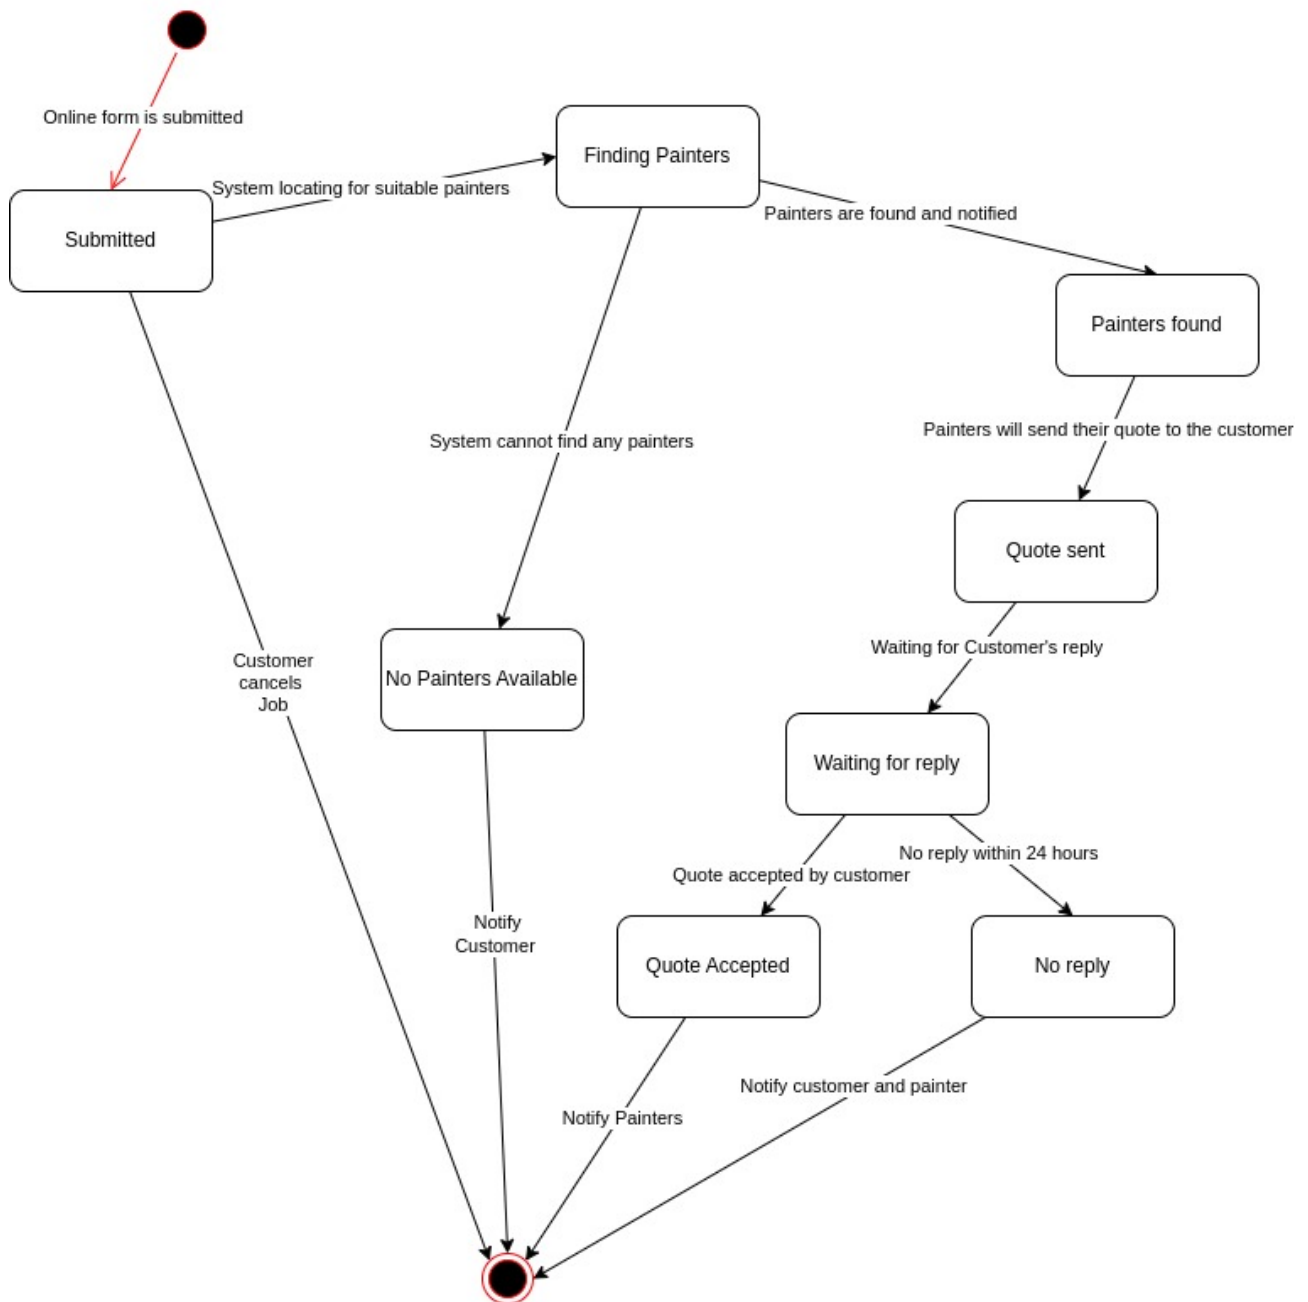 Online form is submitted
Finding Painters
System locating for suitable painters
Painters are found and notified
Submitted
Painters found
Painters will send their quote to the customer
System cannot find any painters
Quote sent
Waiting for Customer's reply
Customer
cancels
Job
No Painters Available
Waiting for reply
No reply within 24 hours
Quote accepted by customer
Notify
Customer
Quote Accepted
No reply
Notify customer and painter
Notify Painters